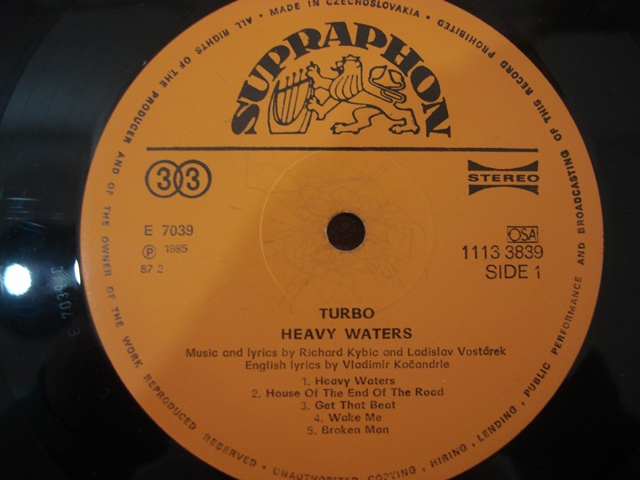 • MADE IN CZECHOSLOVAKIA • ALL RIGHTS OF THE PRODUCER AND OF THE OWNER OF THE WORK REPRODUCED RESERVED • UNAUTHORIZED COPYING • HIRING • LENDING • PUBLIC PERFORMANCE AND BROADCASTING OF THIS RECORD PROHIBITED
SUPRAPHON
33
STEREO
E 7039
OSA
℗ 1985
1113 3839
87 2
SIDE 1
TURBO
HEAVY WATERS
Music and lyrics by Richard Kybic and Ladislav Vostárek
English lyrics by Vladimír Kočandrle
1. Heavy Waters
2. House Of The End Of The Road
3. Get That Beat
4. Wake Me
5. Broken Man